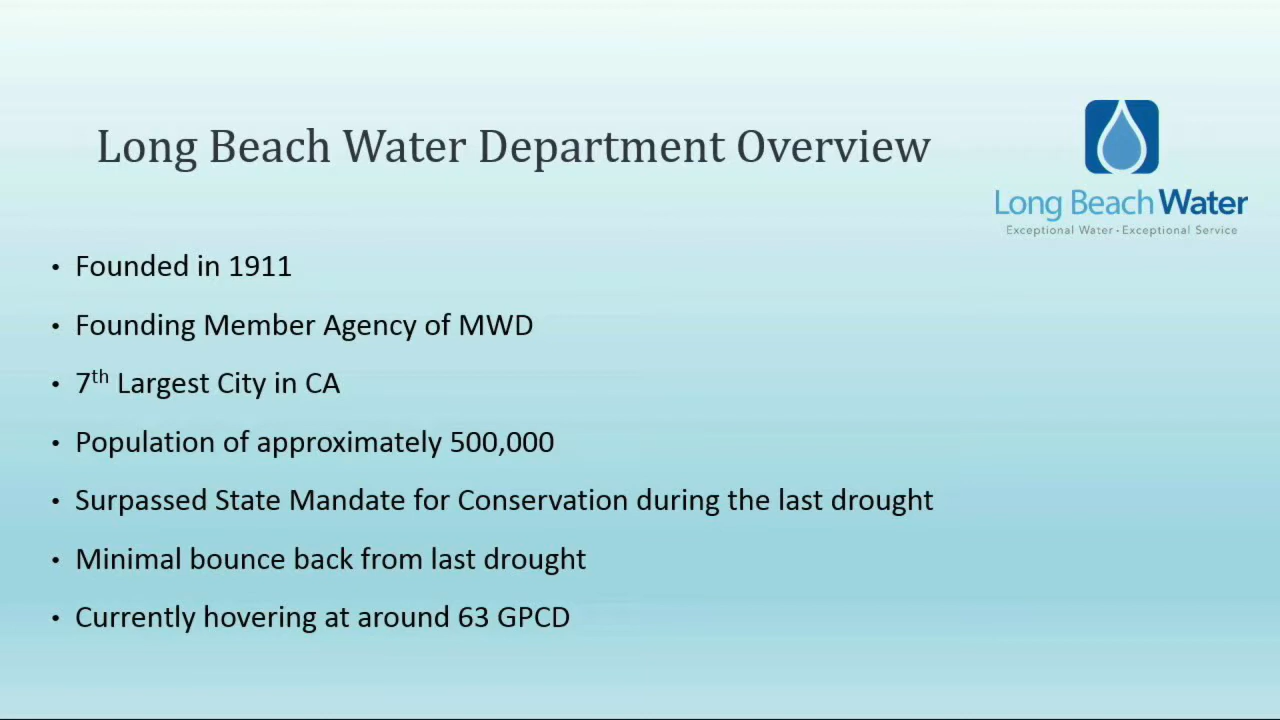 Long Beach Water Department Overview
Long Beach Water
Exceptional Water • Exceptional Service
• Founded in 1911
• Founding Member Agency of MWD
• 7th Largest City in CA
• Population of approximately 500,000
• Surpassed State Mandate for Conservation during the last drought
• Minimal bounce back from last drought
• Currently hovering at around 63 GPCD